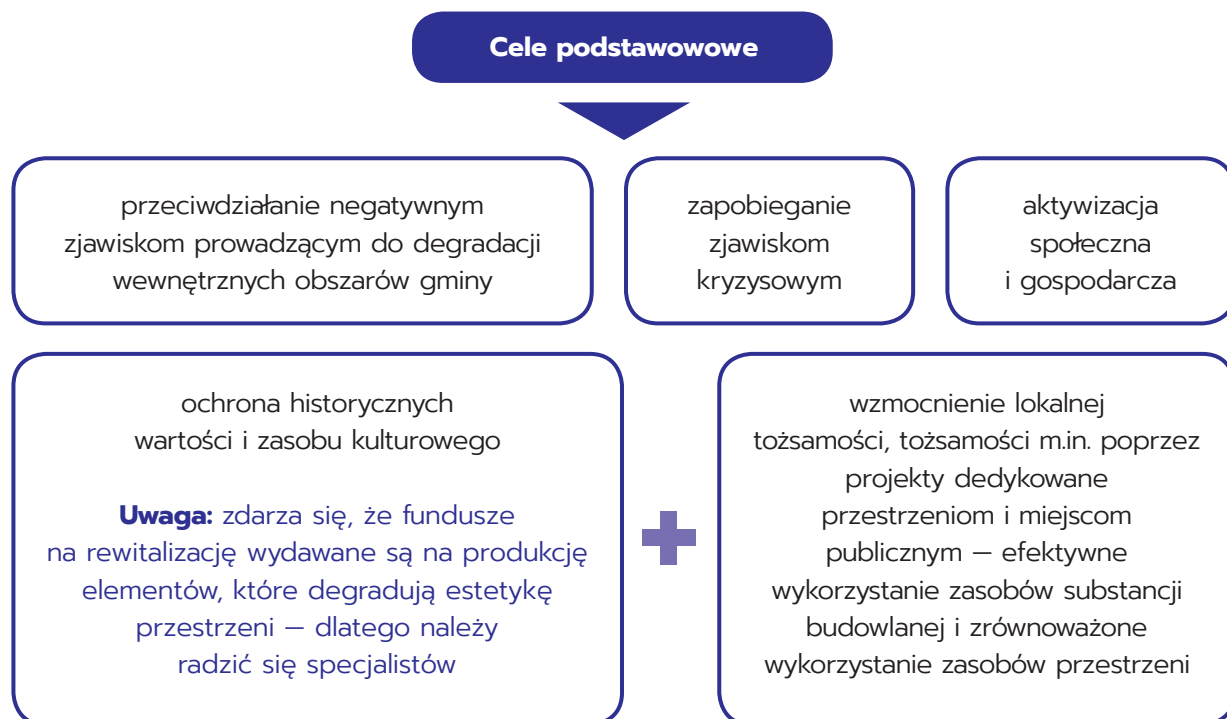 Cele podstawowowe
przeciwdziałanie negatywnym
zjawiskom prowadzącym do degradacji
wewnętrznych obszarów gminy
zapobieganie
zjawiskom
kryzysowym
aktywizacja
społeczna
i gospodarcza
ochrona historycznych
wartości i zasobu kulturowego
Uwaga: zdarza się, że fundusze
na rewitalizację wydawane są na produkcję
elementów, które degradują estetykę
przestrzeni — dlatego należy
radzić się specjalistów
wzmocnienie lokalnej
tożsamości, tożsamości m.in. poprzez
projekty dedykowane
przestrzeniom i miejscom
publicznym — efektywne
wykorzystanie zasobów substancji
budowlanej i zrównoważone
wykorzystanie zasobów przestrzeni